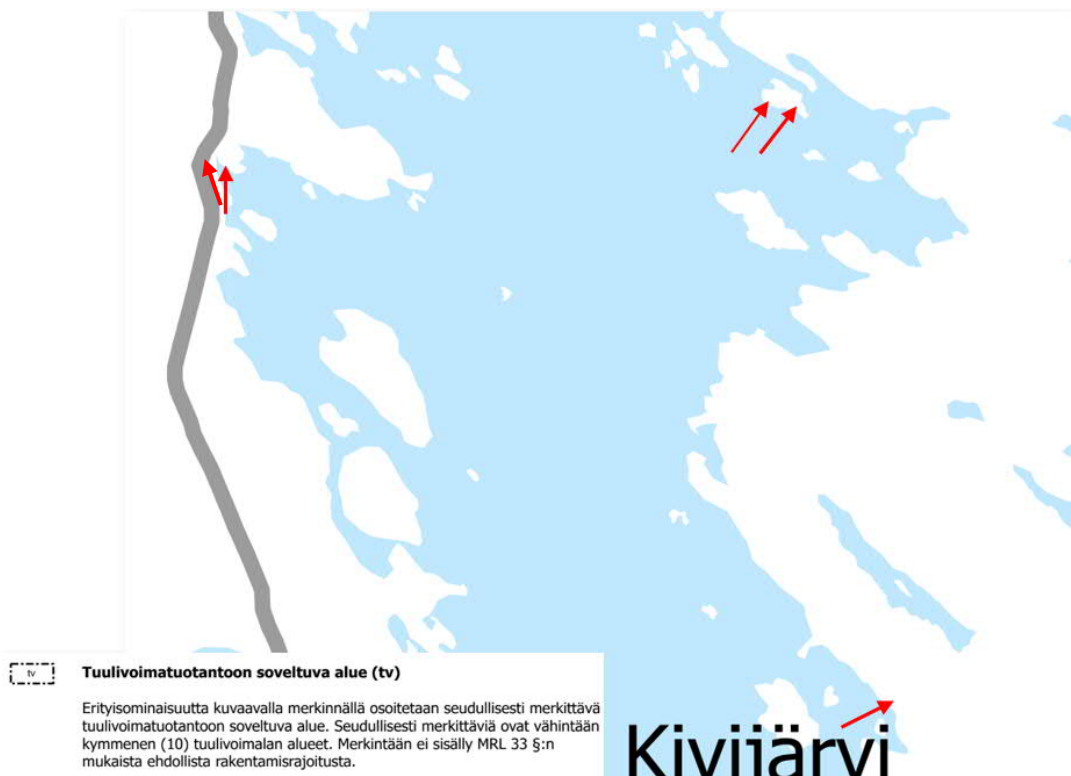 tv
Tuulivoimatuotantoon soveltuva alue (tv)
Erityisominaisuutta kuvaavalla merkinnällä osoitetaan seudullisesti merkittävä
tuulivoimatuotantoon soveltuva alue. Seudullisesti merkittäviä ovat vähintään
kymmenen (10) tuulivoimalan alueet. Merkintään ei sisälly MRL 33 §:n
mukaista ehdollista rakentamisrajoitusta.
Kivijärvi